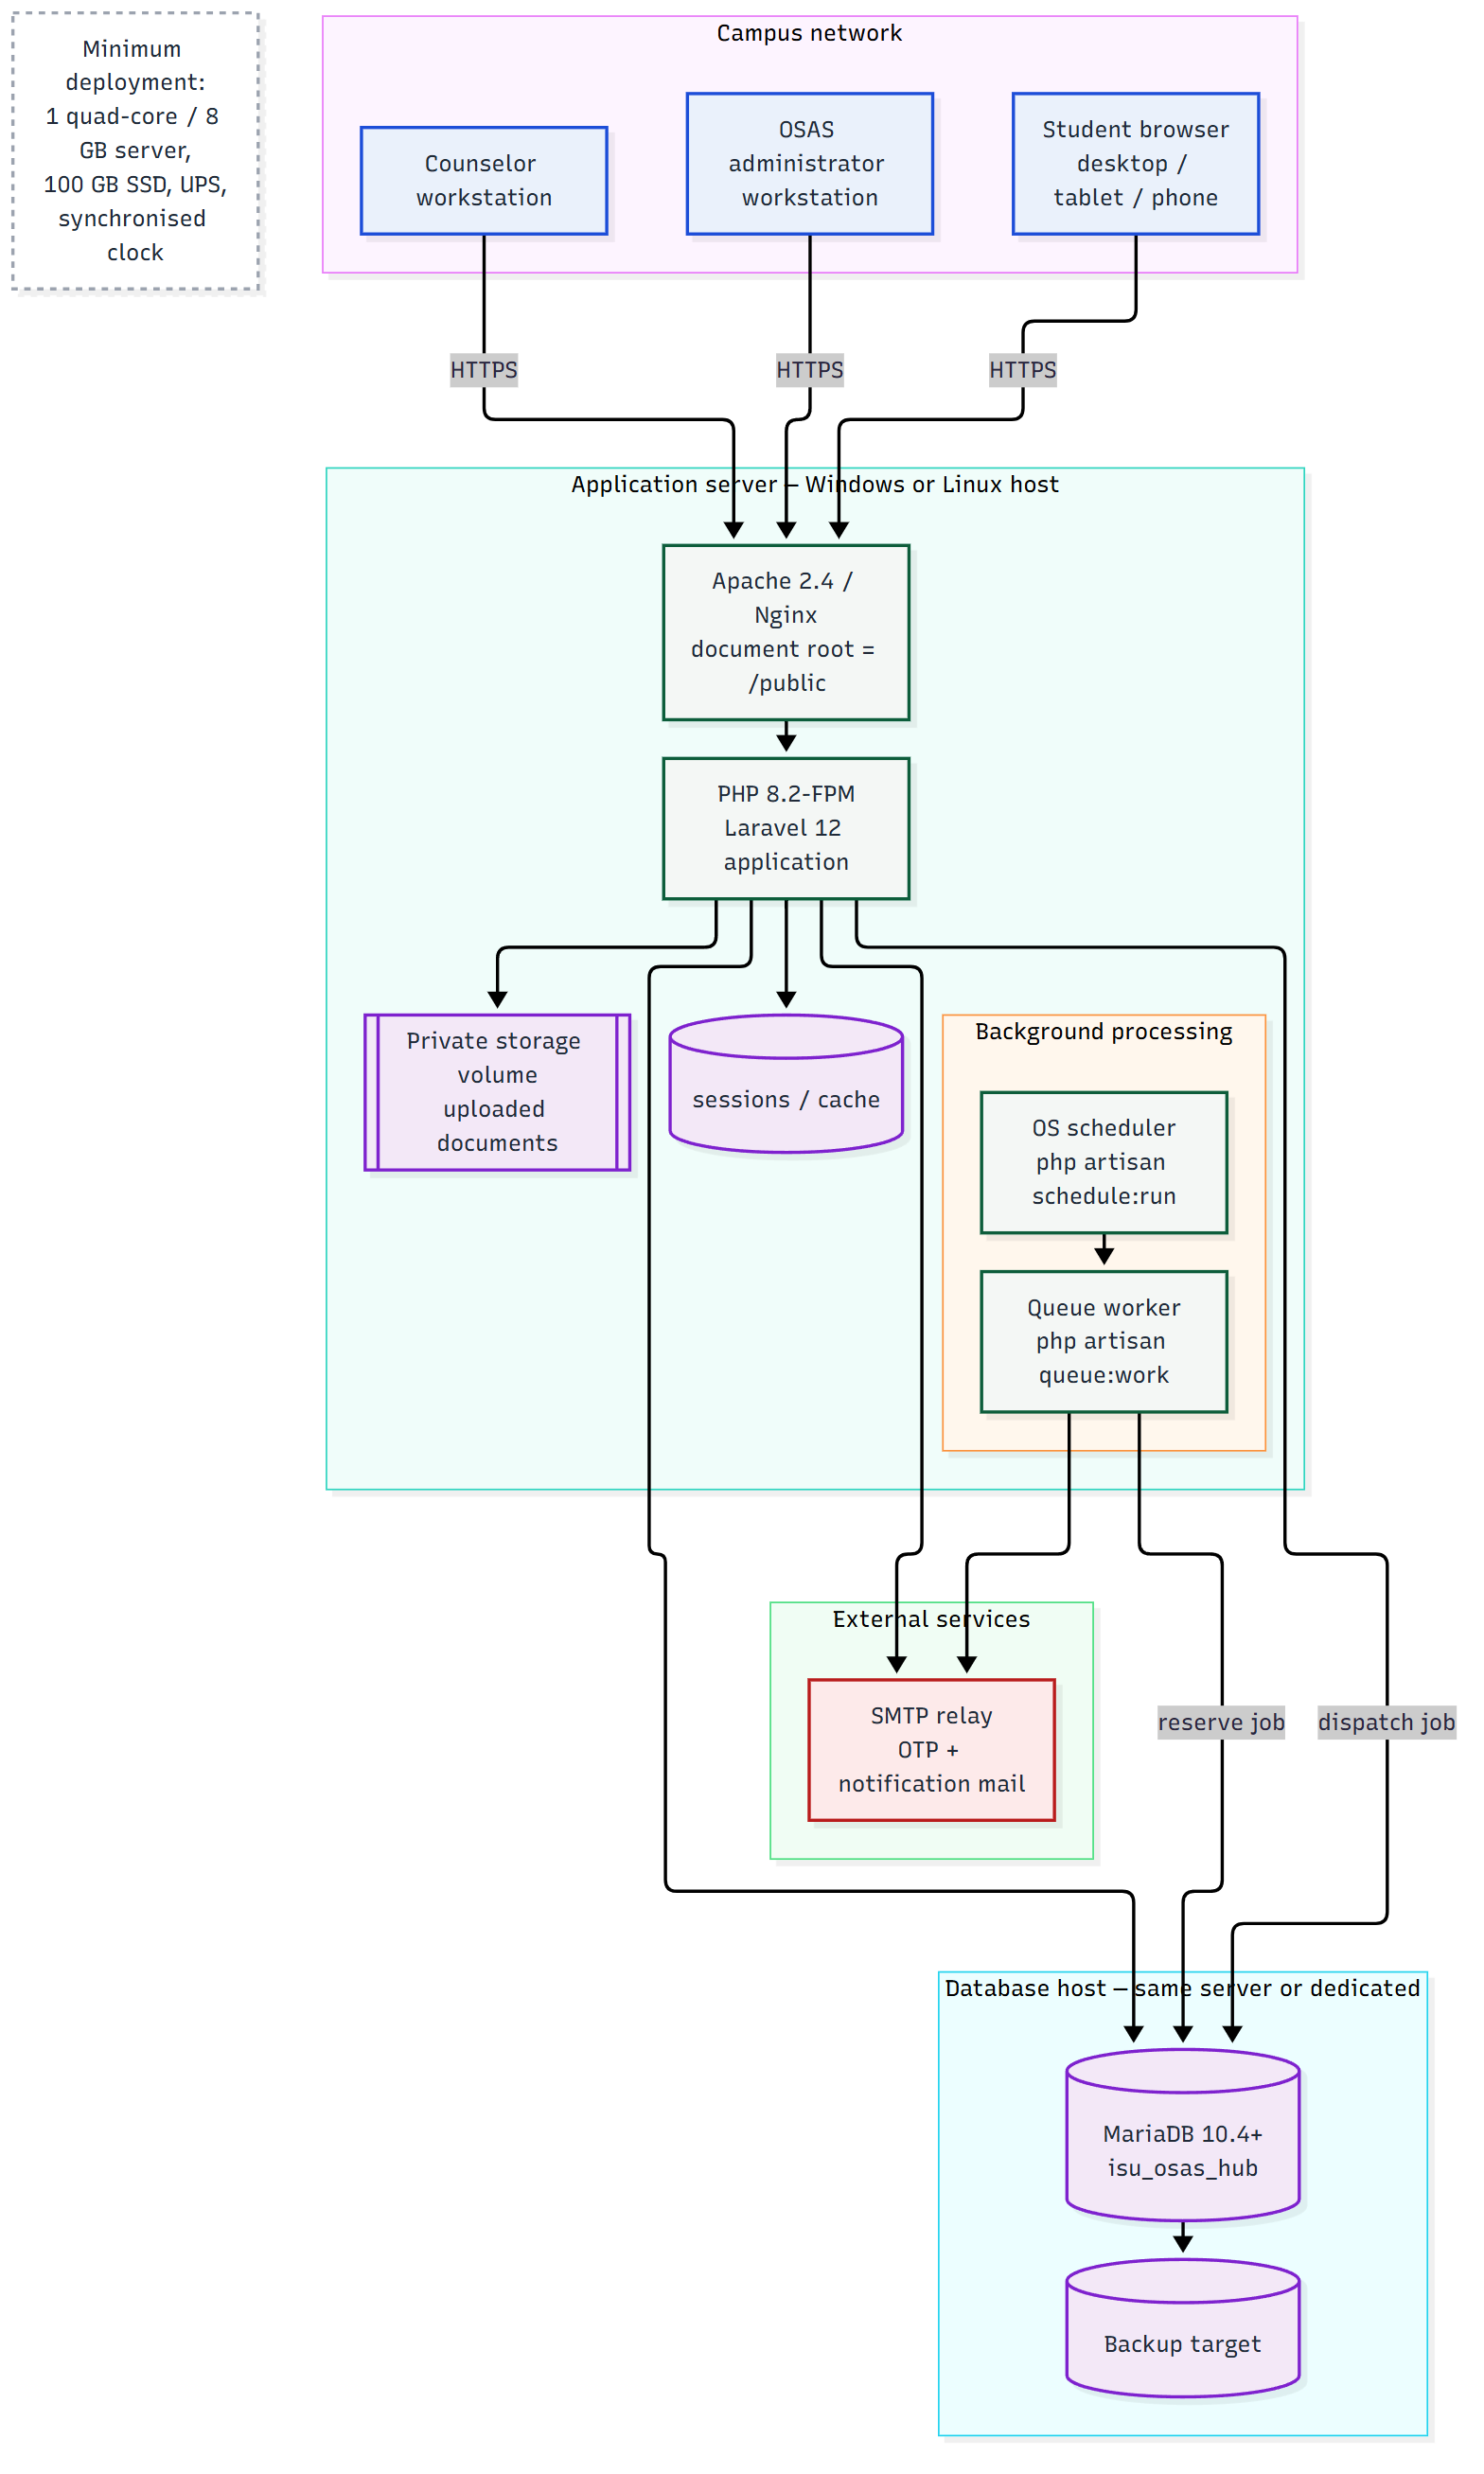 Minimum
deployment:
1 quad-core / 8
GB server,
100 GB SSD, UPS,
synchronised
clock
Campus network
Counselor
workstation
OSAS
administrator
workstation
Student browser
desktop /
tablet / phone
HTTPS
HTTPS
HTTPS
Application server – Windows or Linux host
Apache 2.4 /
Nginx
document root =
/public
PHP 8.2-FPM
Laravel 12
application
Private storage
volume
uploaded
documents
sessions / cache
Background processing
OS scheduler
php artisan
schedule:run
Queue worker
php artisan
queue:work
External services
SMTP relay
OTP +
notification mail
reserve job
dispatch job
Database host – same server or dedicated
MariaDB 10.4+
isu_osas_hub
Backup target